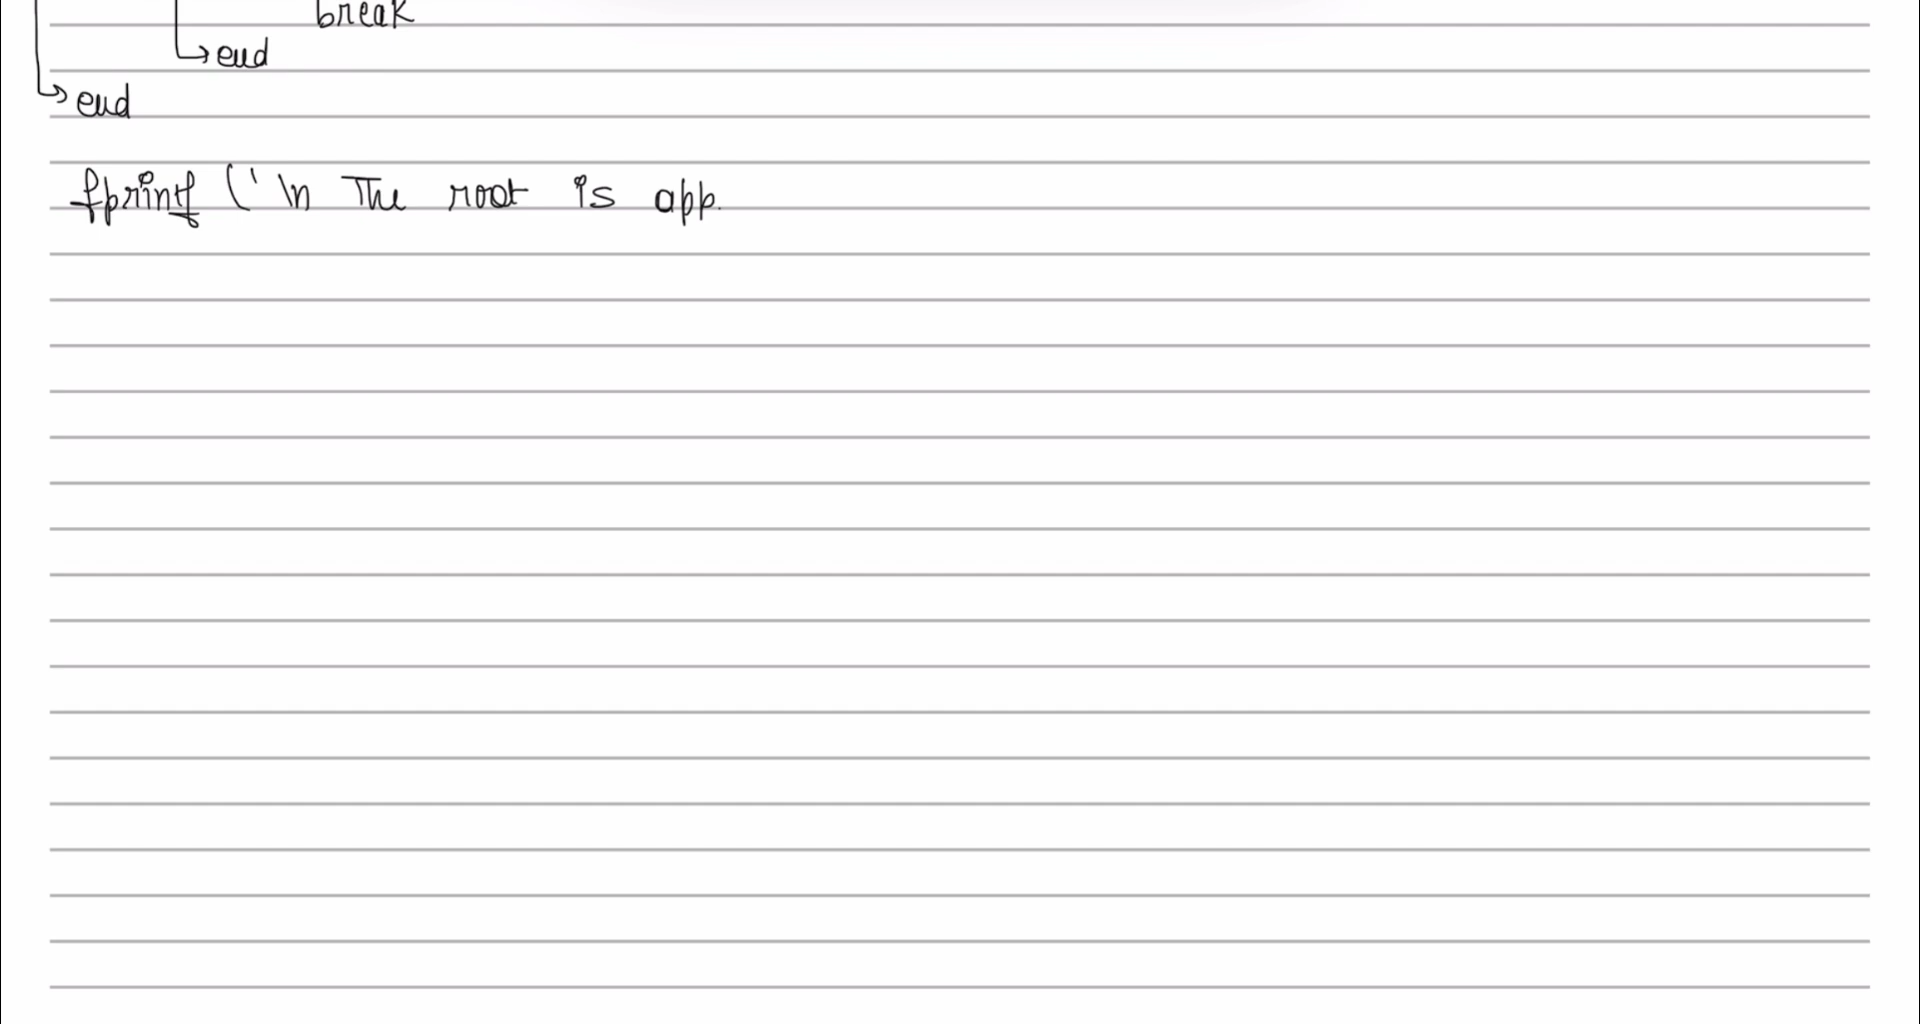 break
end
end
fprintf ('\n The root is app.